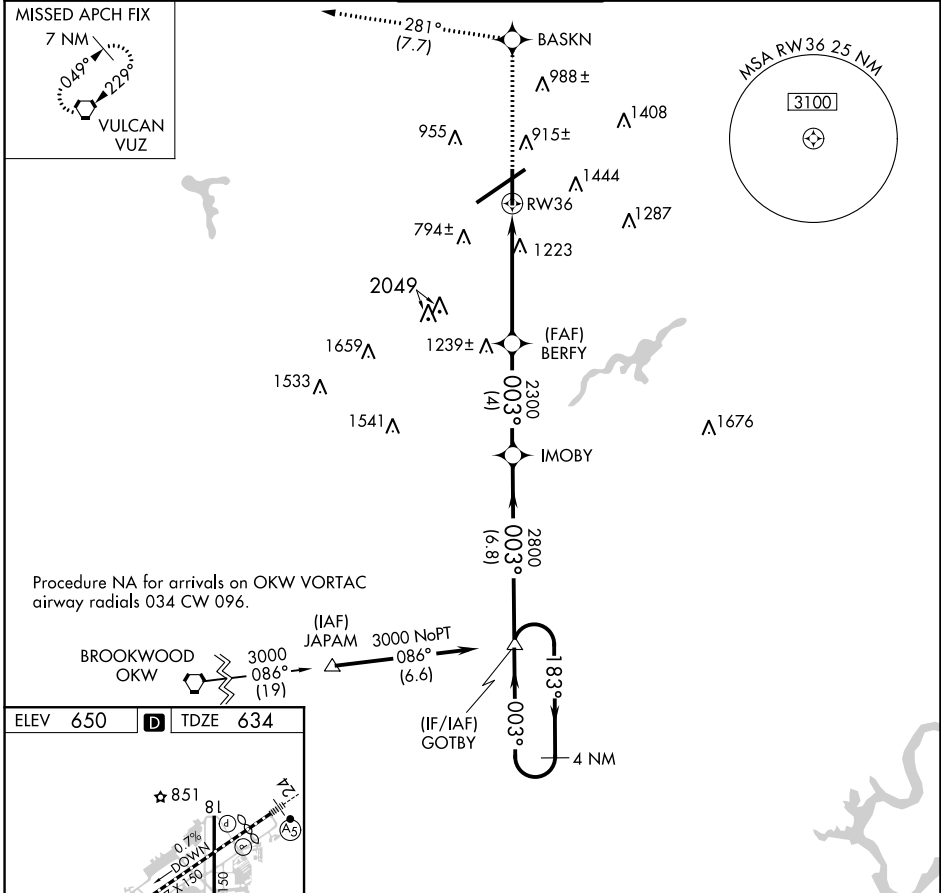 MISSED APCH FIX
7 NM
049°
229°
VULCAN
VUZ
281°
(7.7)
BASKN
988±
955
915±
1408
MSA RW36 25 NM
3100
1444
RW36
1287
794±
1223
2049
1659
1239±
(FAF)
BERFY
1533
2300
003°
(4)
1541
1676
IMOBY
2800
003°
(6.8)
Procedure NA for arrivals on OKW VORTAC
airway radials 034 CW 096.
(IAF)
JAPAM
3000 NoPT
086°
(6.6)
BROOKWOOD
OKW
3000
086°
(19)
183°
003°
(IF/IAF)
GOTBY
4 NM
ELEV 650
D
TDZE 634
851
18
24
P
P
A5
0.7%
DOWN
X 150
150